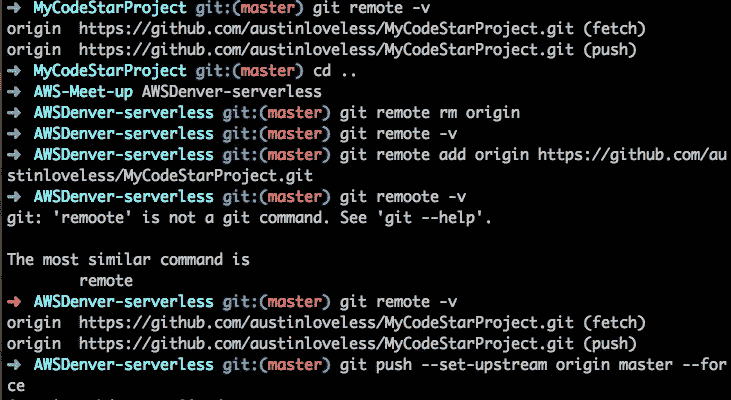 ➜ MyCodeStarProject git:(master) git remote -v
origin https://github.com/austinloveless/MyCodeStarProject.git (fetch)
origin https://github.com/austinloveless/MyCodeStarProject.git (push)
➜ MyCodeStarProject git:(master) cd ..
➜ AWS-Meet-up AWSDenver-serverless
➜ AWSDenver-serverless git:(master) git remote rm origin
➜ AWSDenver-serverless git:(master) git remote -v
➜ AWSDenver-serverless git:(master) git remote add origin https://github.com/au
stinloveless/MyCodeStarProject.git
➜ AWSDenver-serverless git:(master) git remoote -v
git: 'remoote' is not a git command. See 'git --help'.
The most similar command is
remote
➜ AWSDenver-serverless git:(master) git remote -v
origin https://github.com/austinloveless/MyCodeStarProject.git (fetch)
origin https://github.com/austinloveless/MyCodeStarProject.git (push)
➜ AWSDenver-serverless git:(master) git push --set-upstream origin master --for
ce